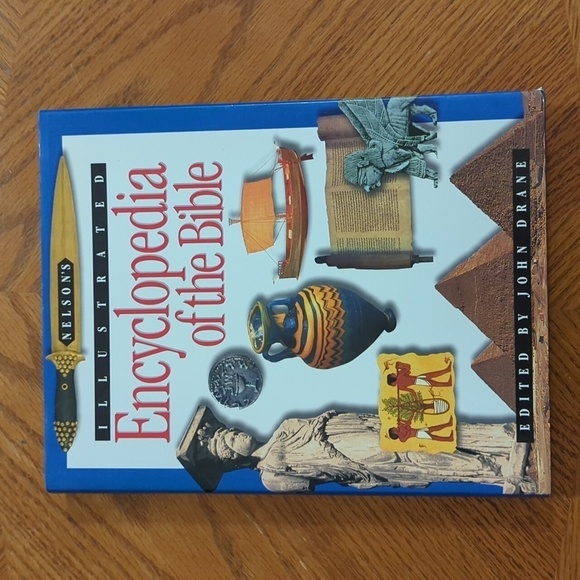 NELSON'S
ILLUSTRATED
Encyclopedia
of the Bible
EDITED BY JOHN DRANE